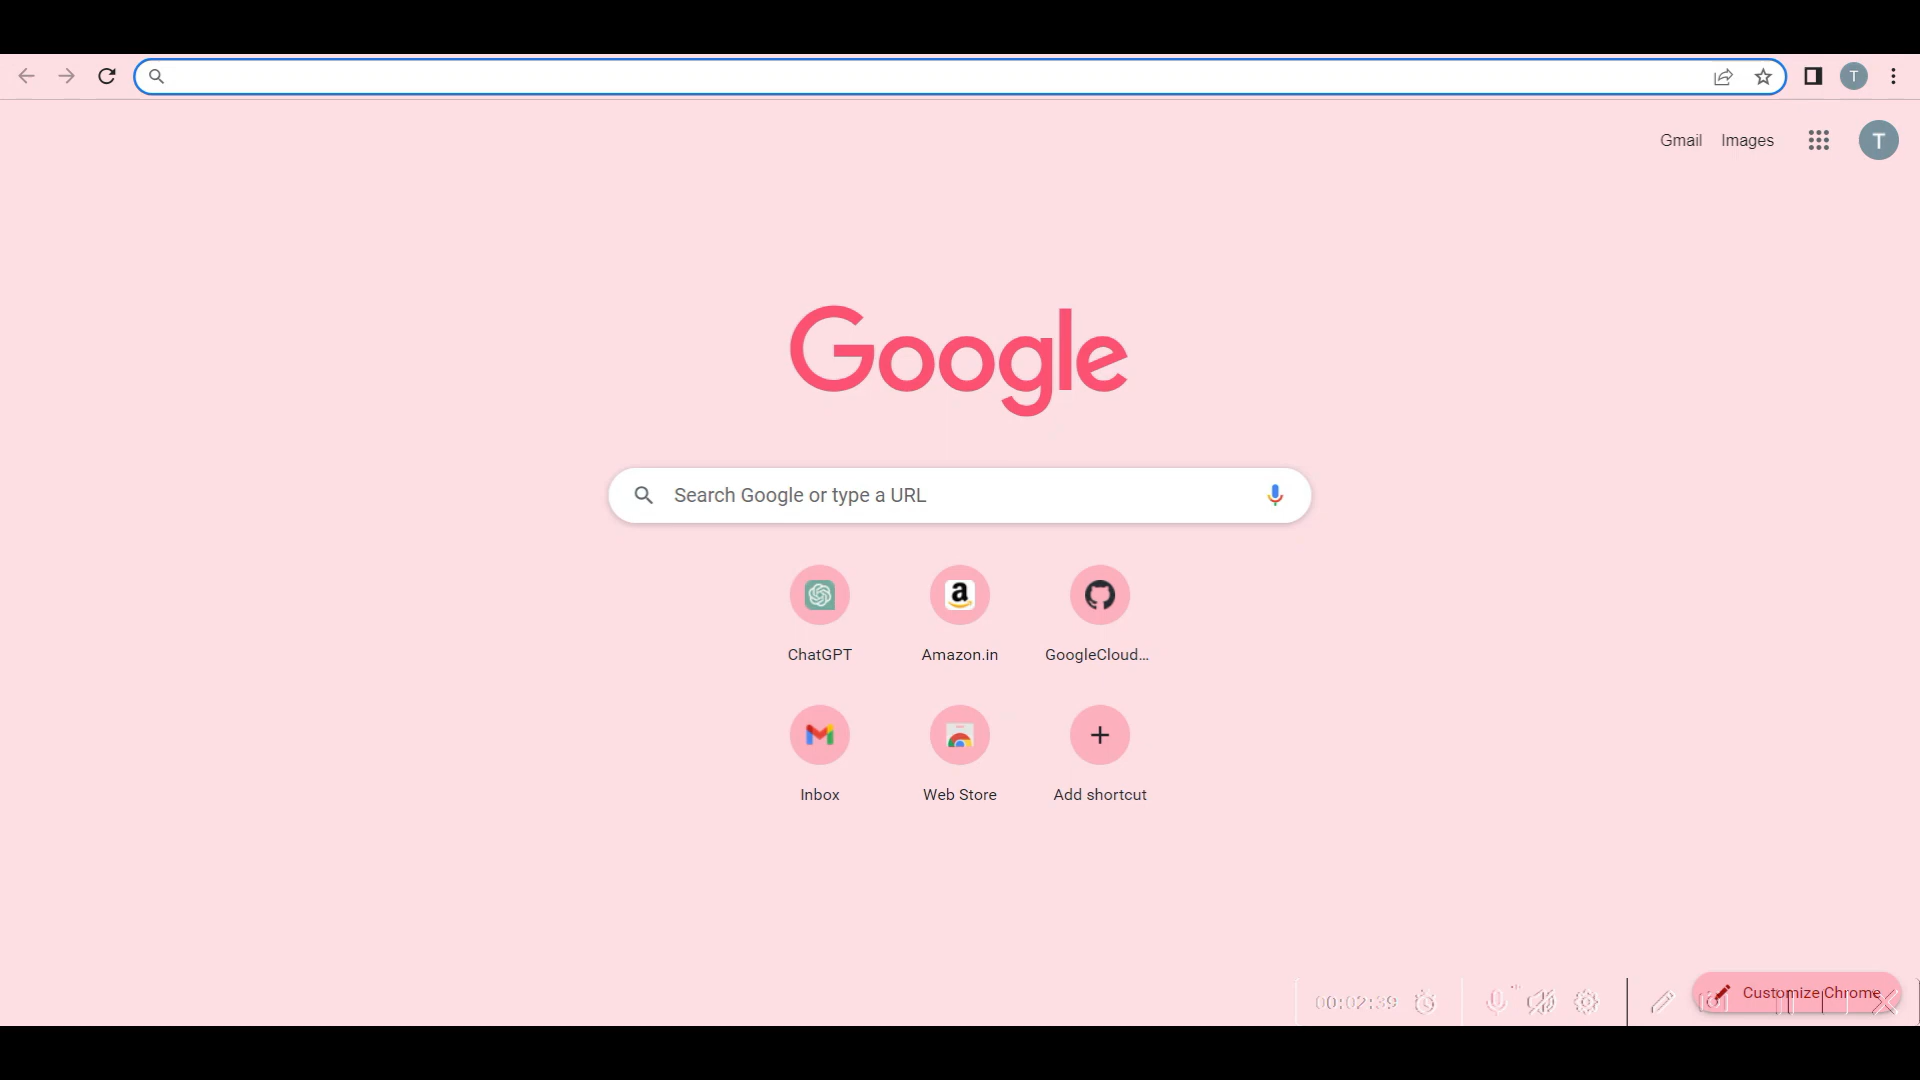 T
Gmail Images T
Google
Search Google or type a URL
ChatGPT Amazon.in GoogleCloud...
Inbox Web Store Add shortcut
00:02:39 Customize Chrome